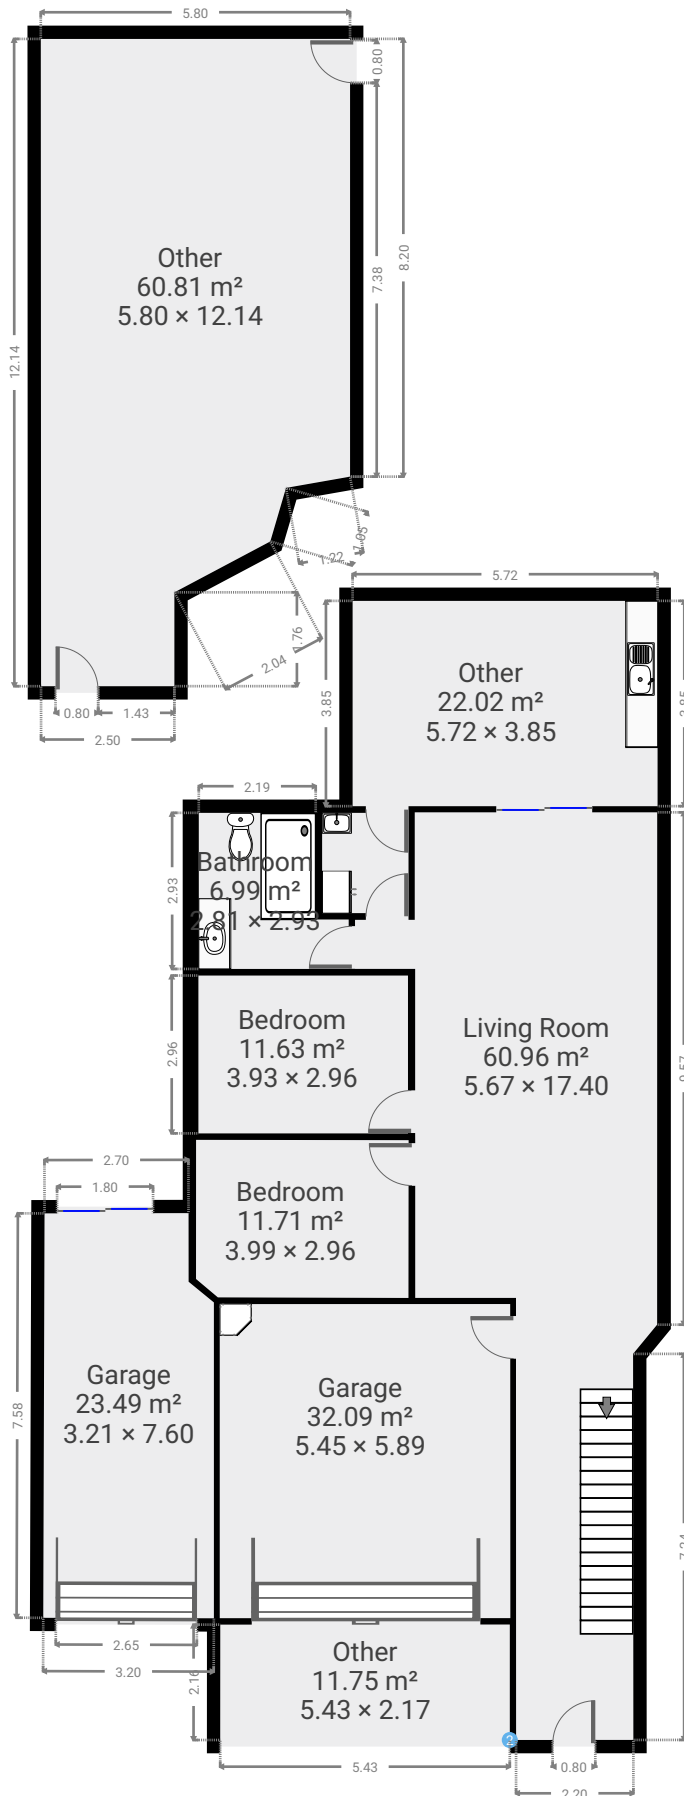 5.80
0.80
8.20
7.38
Other
60.81 m²
5.80 × 12.14
12.14
1.22
2.04
0.80
1.43
2.50
5.72
3.85
Other
22.02 m²
5.72 × 3.85
2.19
2.93
Bathroom
6.99 m²
2.81 × 2.93
2.96
Bedroom
11.63 m²
3.93 × 2.96
Living Room
60.96 m²
5.67 × 17.40
2.70
1.80
Bedroom
11.71 m²
3.99 × 2.96
7.58
Garage
23.49 m²
3.21 × 7.60
Garage
32.09 m²
5.45 × 5.89
2.65
3.20
2.16
Other
11.75 m²
5.43 × 2.17
2
5.43
0.80
2.20